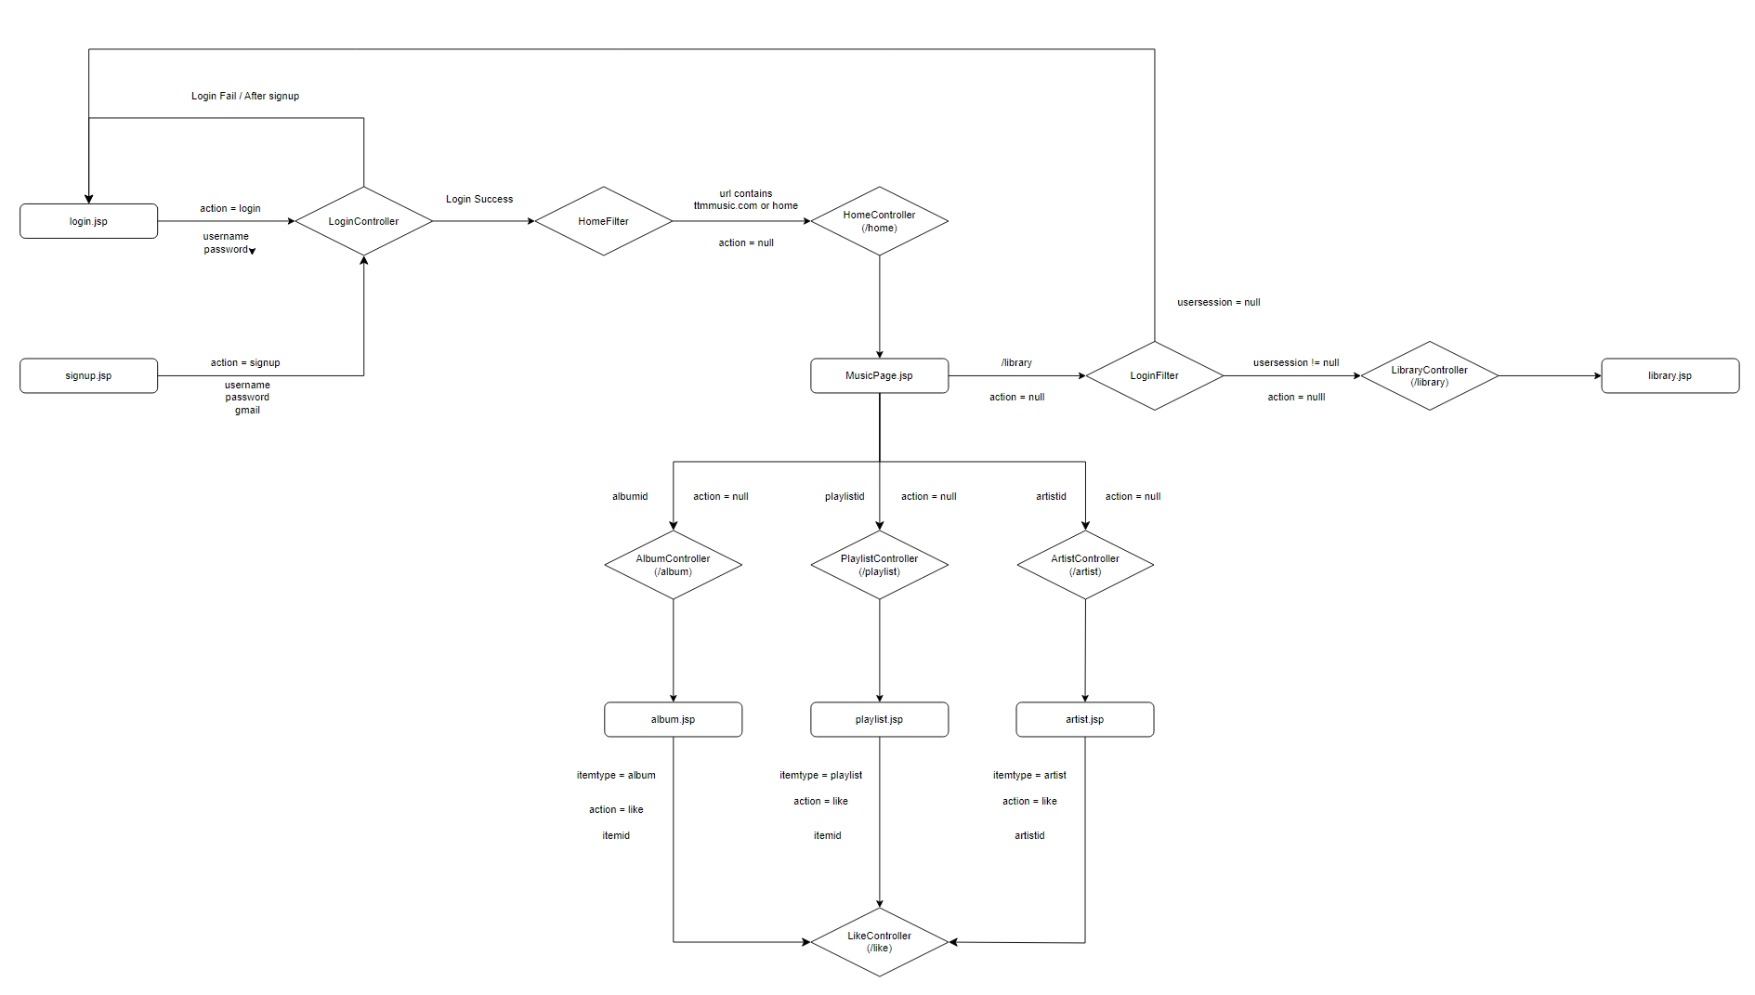 Login Fail / After signup
login.jsp
action = login
username
password
LoginController
Login Success
HomeFilter
url contains
ttmmusic.com or home
action = null
HomeController
(/home)
signup.jsp
action = signup
username
password
gmail
MusicPage.jsp
/library
action = null
LoginFilter
usersession = null
usersession != null
action = nulll
LibraryController
(/library)
library.jsp
albumid
action = null
playlistid
action = null
artistid
action = null
AlbumController
(/album)
PlaylistController
(/playlist)
ArtistController
(/artist)
album.jsp
playlist.jsp
artist.jsp
itemtype = album
action = like
itemid
itemtype = playlist
action = like
itemid
itemtype = artist
action = like
artistid
LikeController
(/like)